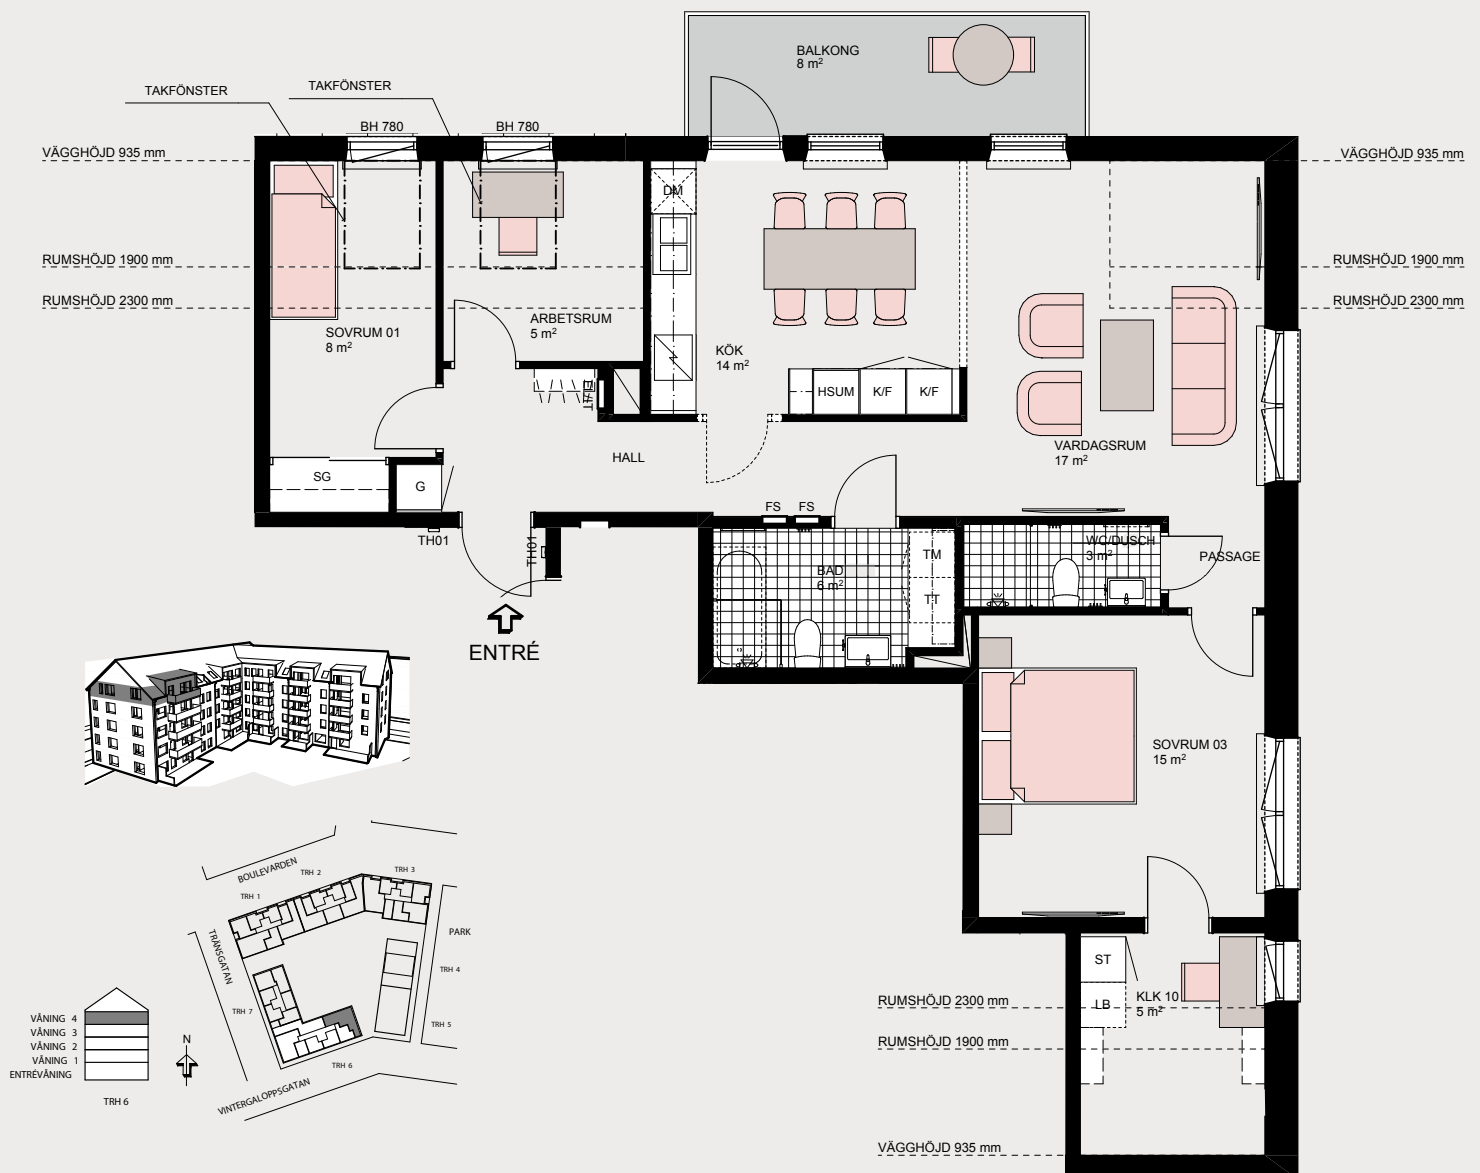 BALKONG
8 m²
TAKFÖNSTER
TAKFÖNSTER
BH 780
BH 780
VÄGGHÖJD 935 mm
VÄGGHÖJD 935 mm
DM
RUMSHÖJD 1900 mm
RUMSHÖJD 1900 mm
RUMSHÖJD 2300 mm
RUMSHÖJD 2300 mm
SOVRUM 01
8 m²
ARBETSRUM
5 m²
KÖK
14 m²
HSUM
K/F
K/F
EL/IT
VARDAGSRUM
17 m²
HALL
SG
G
FS
FS
TH01
TH01
WC/DUSCH
3 m²
PASSAGE
BAD
6 m²
TM
TT
ENTRÉ
SOVRUM 03
15 m²
ST
LB
KLK 10
5 m²
RUMSHÖJD 2300 mm
RUMSHÖJD 1900 mm
VÄGGHÖJD 935 mm
BOULEVARDEN
TRH 1
TRH 2
TRH 3
TRÄNSGATAN
PARK
TRH 4
TRH 5
TRH 7
TRH 6
VINTERGALOPPSGATAN
N
VÅNING 4
VÅNING 3
VÅNING 2
VÅNING 1
ENTRÉVÅNING
TRH 6